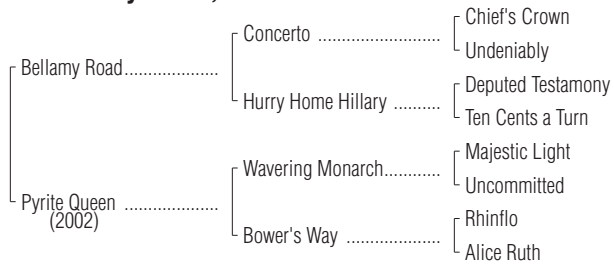 Concerto ....................
Chief's Crown
Undeniably
Bellamy Road....................
Hurry Home Hillary ..........
Deputed Testamony
Ten Cents a Turn
Wavering Monarch............
Majestic Light
Uncommitted
Pyrite Queen ....................
(2002)
Bower's Way ....................
Rhinflo
Alice Ruth